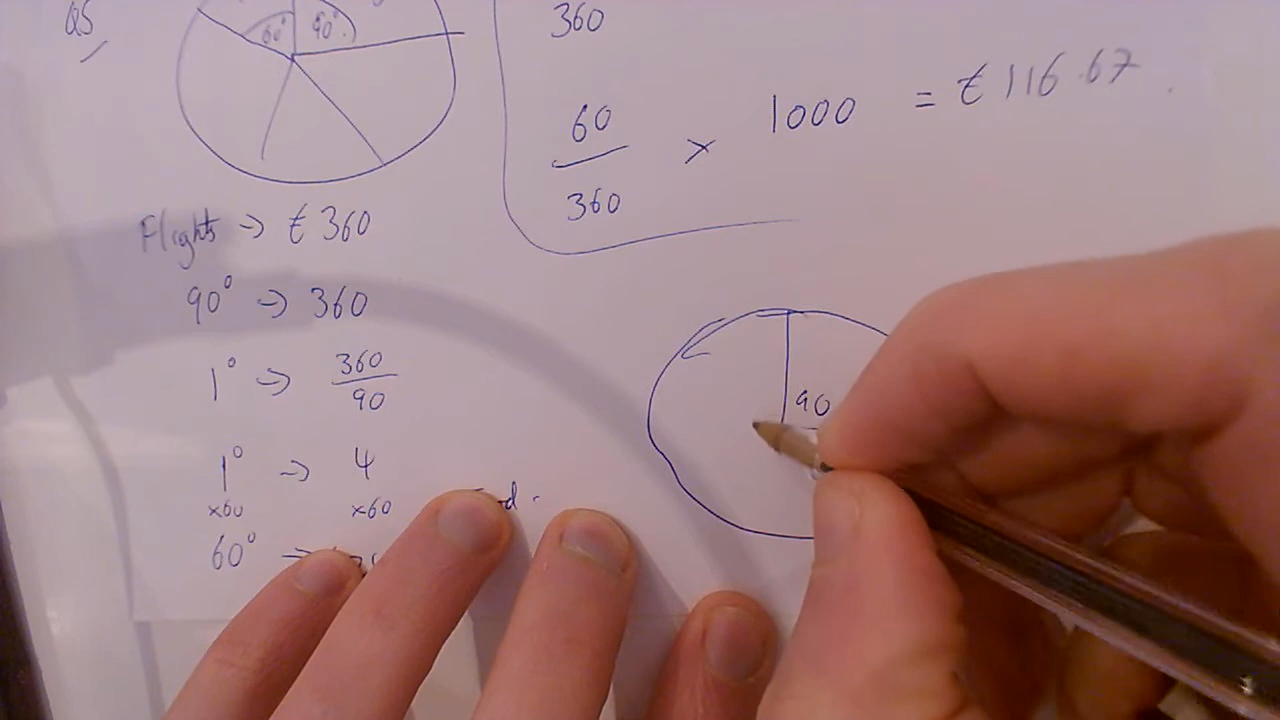 Q5
60° 90°
360
60/360 × 1000 = £116.67
Flights → £360
90° → 360
1° → 360/90
1° → 4
×60 ×60
60° →
90